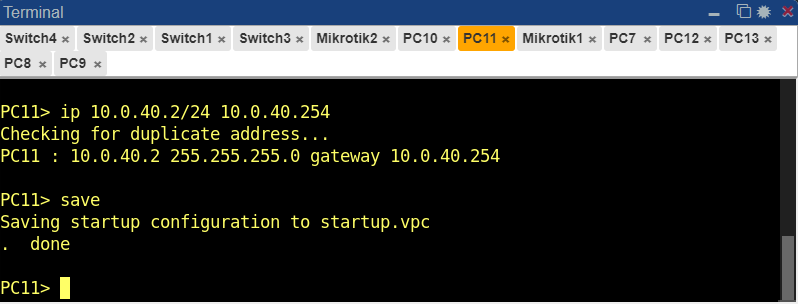 Terminal
Switch4 × Switch2 × Switch1 × Switch3 × Mikrotik2 × PC10 × PC11 × Mikrotik1 × PC7 × PC12 × PC13 ×
PC8 × PC9 ×
PC11> ip 10.0.40.2/24 10.0.40.254
Checking for duplicate address...
PC11 : 10.0.40.2 255.255.255.0 gateway 10.0.40.254
PC11> save
Saving startup configuration to startup.vpc
.  done
PC11>